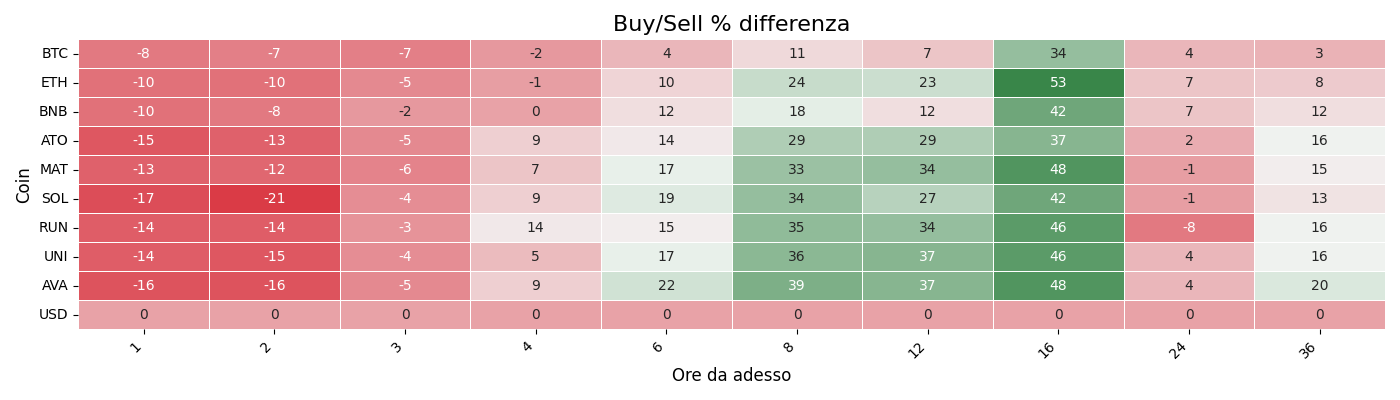 Buy/Sell % differenza
Coin
BTC -8 -7 -7 -2 4 11 7 34 4 3
ETH -10 -10 -5 -1 10 24 23 53 7 8
BNB -10 -8 -2 0 12 18 12 42 7 12
ATO -15 -13 -5 9 14 29 29 37 2 16
MAT -13 -12 -6 7 17 33 34 48 -1 15
SOL -17 -21 -4 9 19 34 27 42 -1 13
RUN -14 -14 -3 14 15 35 34 46 -8 16
UNI -14 -15 -4 5 17 36 37 46 4 16
AVA -16 -16 -5 9 22 39 37 48 4 20
USD 0 0 0 0 0 0 0 0 0 0
1 2 3 4 6 8 12 16 24 36
Ore da adesso